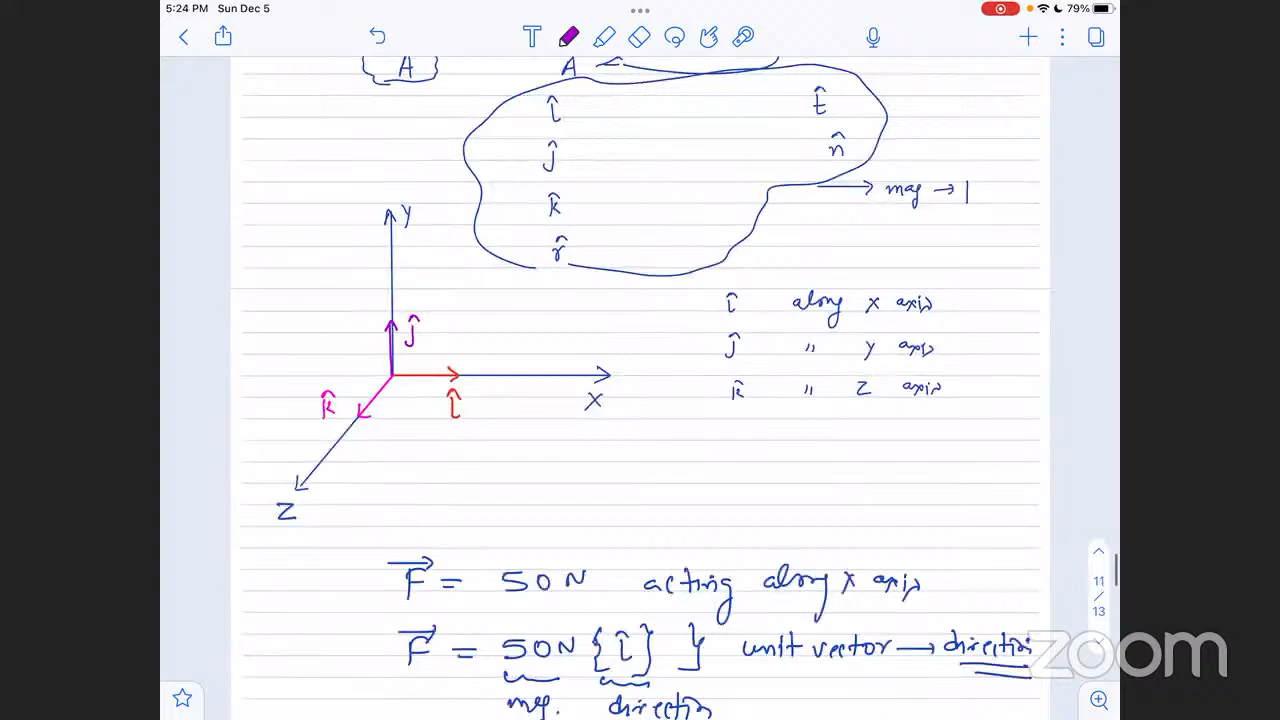 5:24 PM Sun Dec 5
79%
A
A
î
t̂
ĵ
n̂
k̂
mag → 1
r̂
Y
ĵ
î along X axis
ĵ " Y axis
k̂ " Z axis
k̂
î
X
Z
F⃗ = 50N acting along X axis
F⃗ = 50N {î} } unit vector → direction
mag. direction
11
/
13
zoom